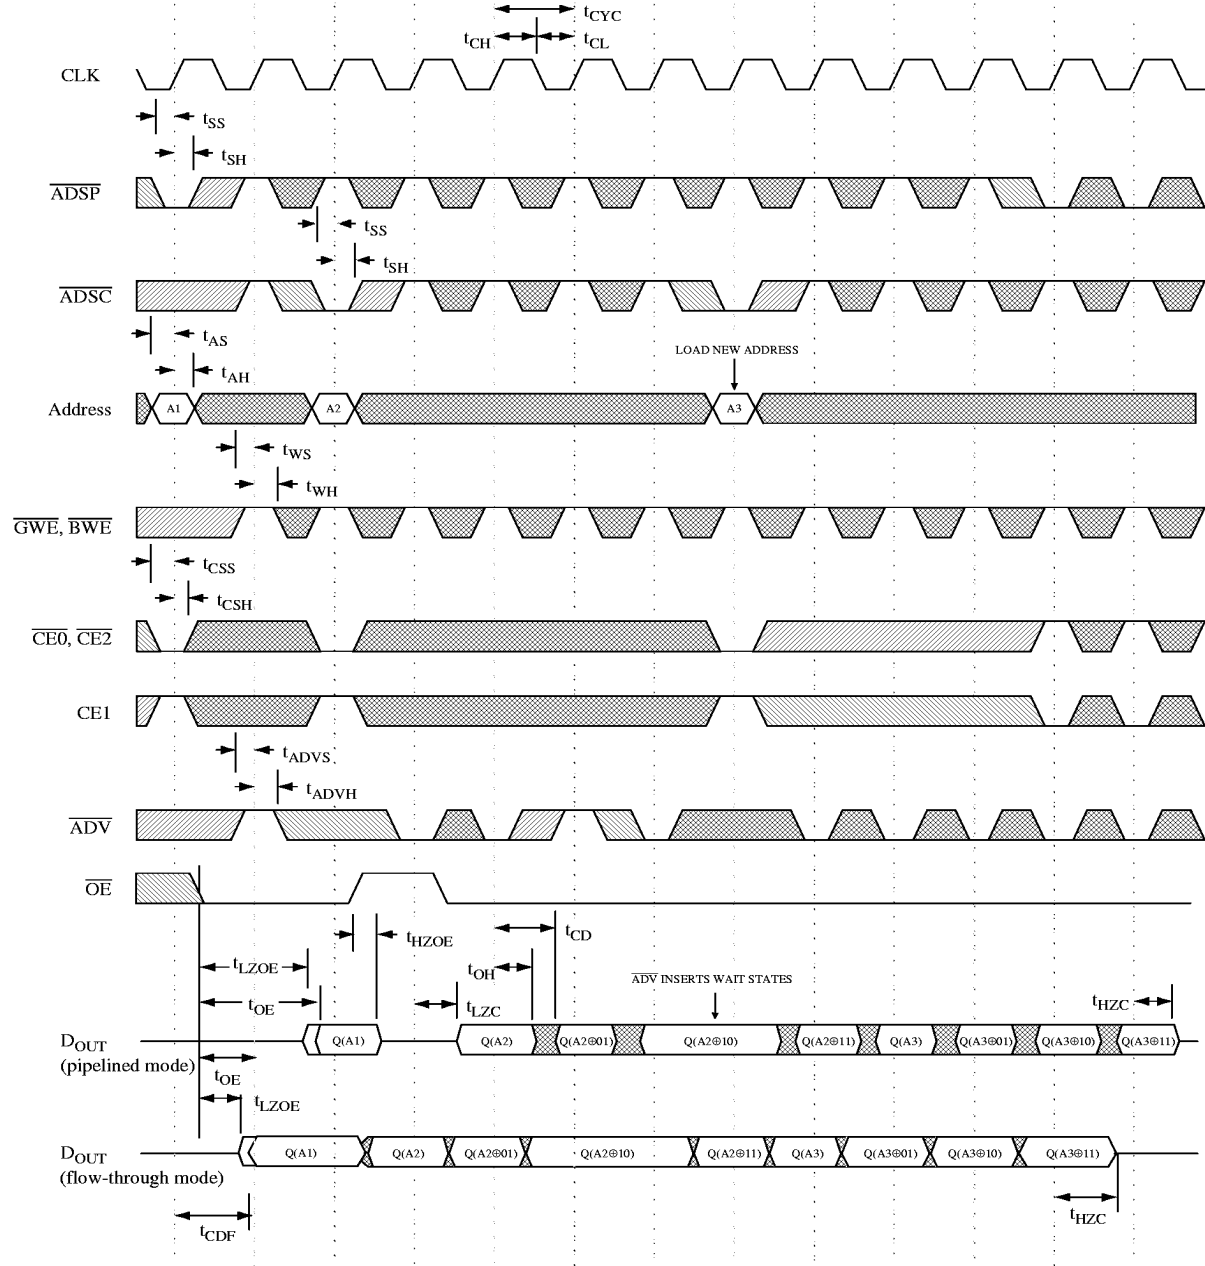 tCYC
tCH
tCL
CLK
tSS
tSH
ADSP
tSS
tSH
ADSC
tAS
LOAD NEW ADDRESS
tAH
Address
A1
A2
A3
tWS
tWH
GWE, BWE
tCSS
tCSH
CE0, CE2
CE1
tADVS
tADVH
ADV
OE
tHZOE
tCD
tLZOE
tOH
ADV INSERTS WAIT STATES
tOE
tLZC
tHZC
DOUT
(pipelined mode)
Q(A1)
Q(A2)
Q(A2⊕01)
Q(A2⊕10)
Q(A2⊕11)
Q(A3)
Q(A3⊕01)
Q(A3⊕10)
Q(A3⊕11)
tOE
tLZOE
DOUT
(flow-through mode)
Q(A1)
Q(A2)
Q(A2⊕01)
Q(A2⊕10)
Q(A2⊕11)
Q(A3)
Q(A3⊕01)
Q(A3⊕10)
Q(A3⊕11)
tCDF
tHZC